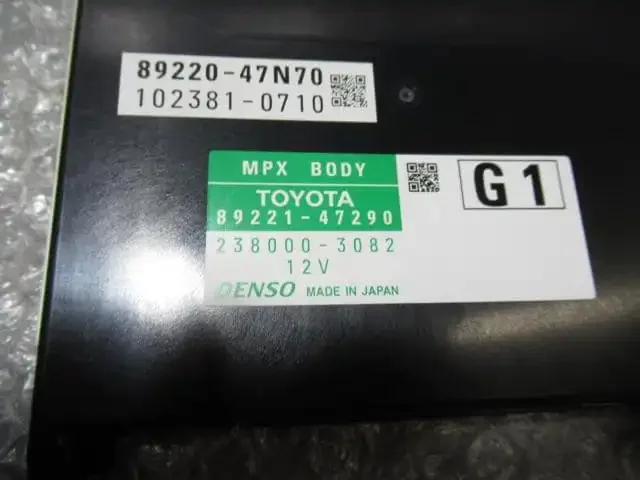 89220-47N70
102381-0710
MPX BODY
TOYOTA
89221-47290
238000-3082
12V
DENSO MADE IN JAPAN
G1